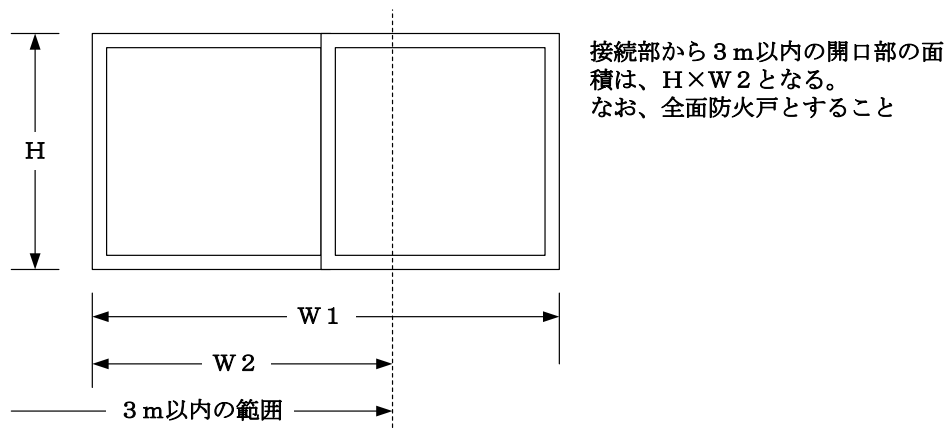 接続部から３ｍ以内の開口部の面
積は、Ｈ×Ｗ２となる。
なお、全面防火戸とすること
Ｈ
Ｗ１
Ｗ２
３ｍ以内の範囲